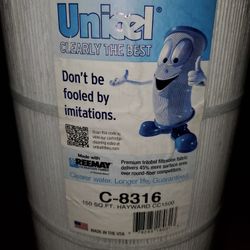 Unicel
CLEARLY THE BEST
Don't be
fooled by
imitations.
Made with
REEMAY
Premium trilobal filtration fabric
delivers 45% more surface area
over round-fiber competitors.
Cleaner water. Longer life. Guaranteed.
C-8316
150 SQ. FT. HAYWARD CC1500
MADE IN THE USA